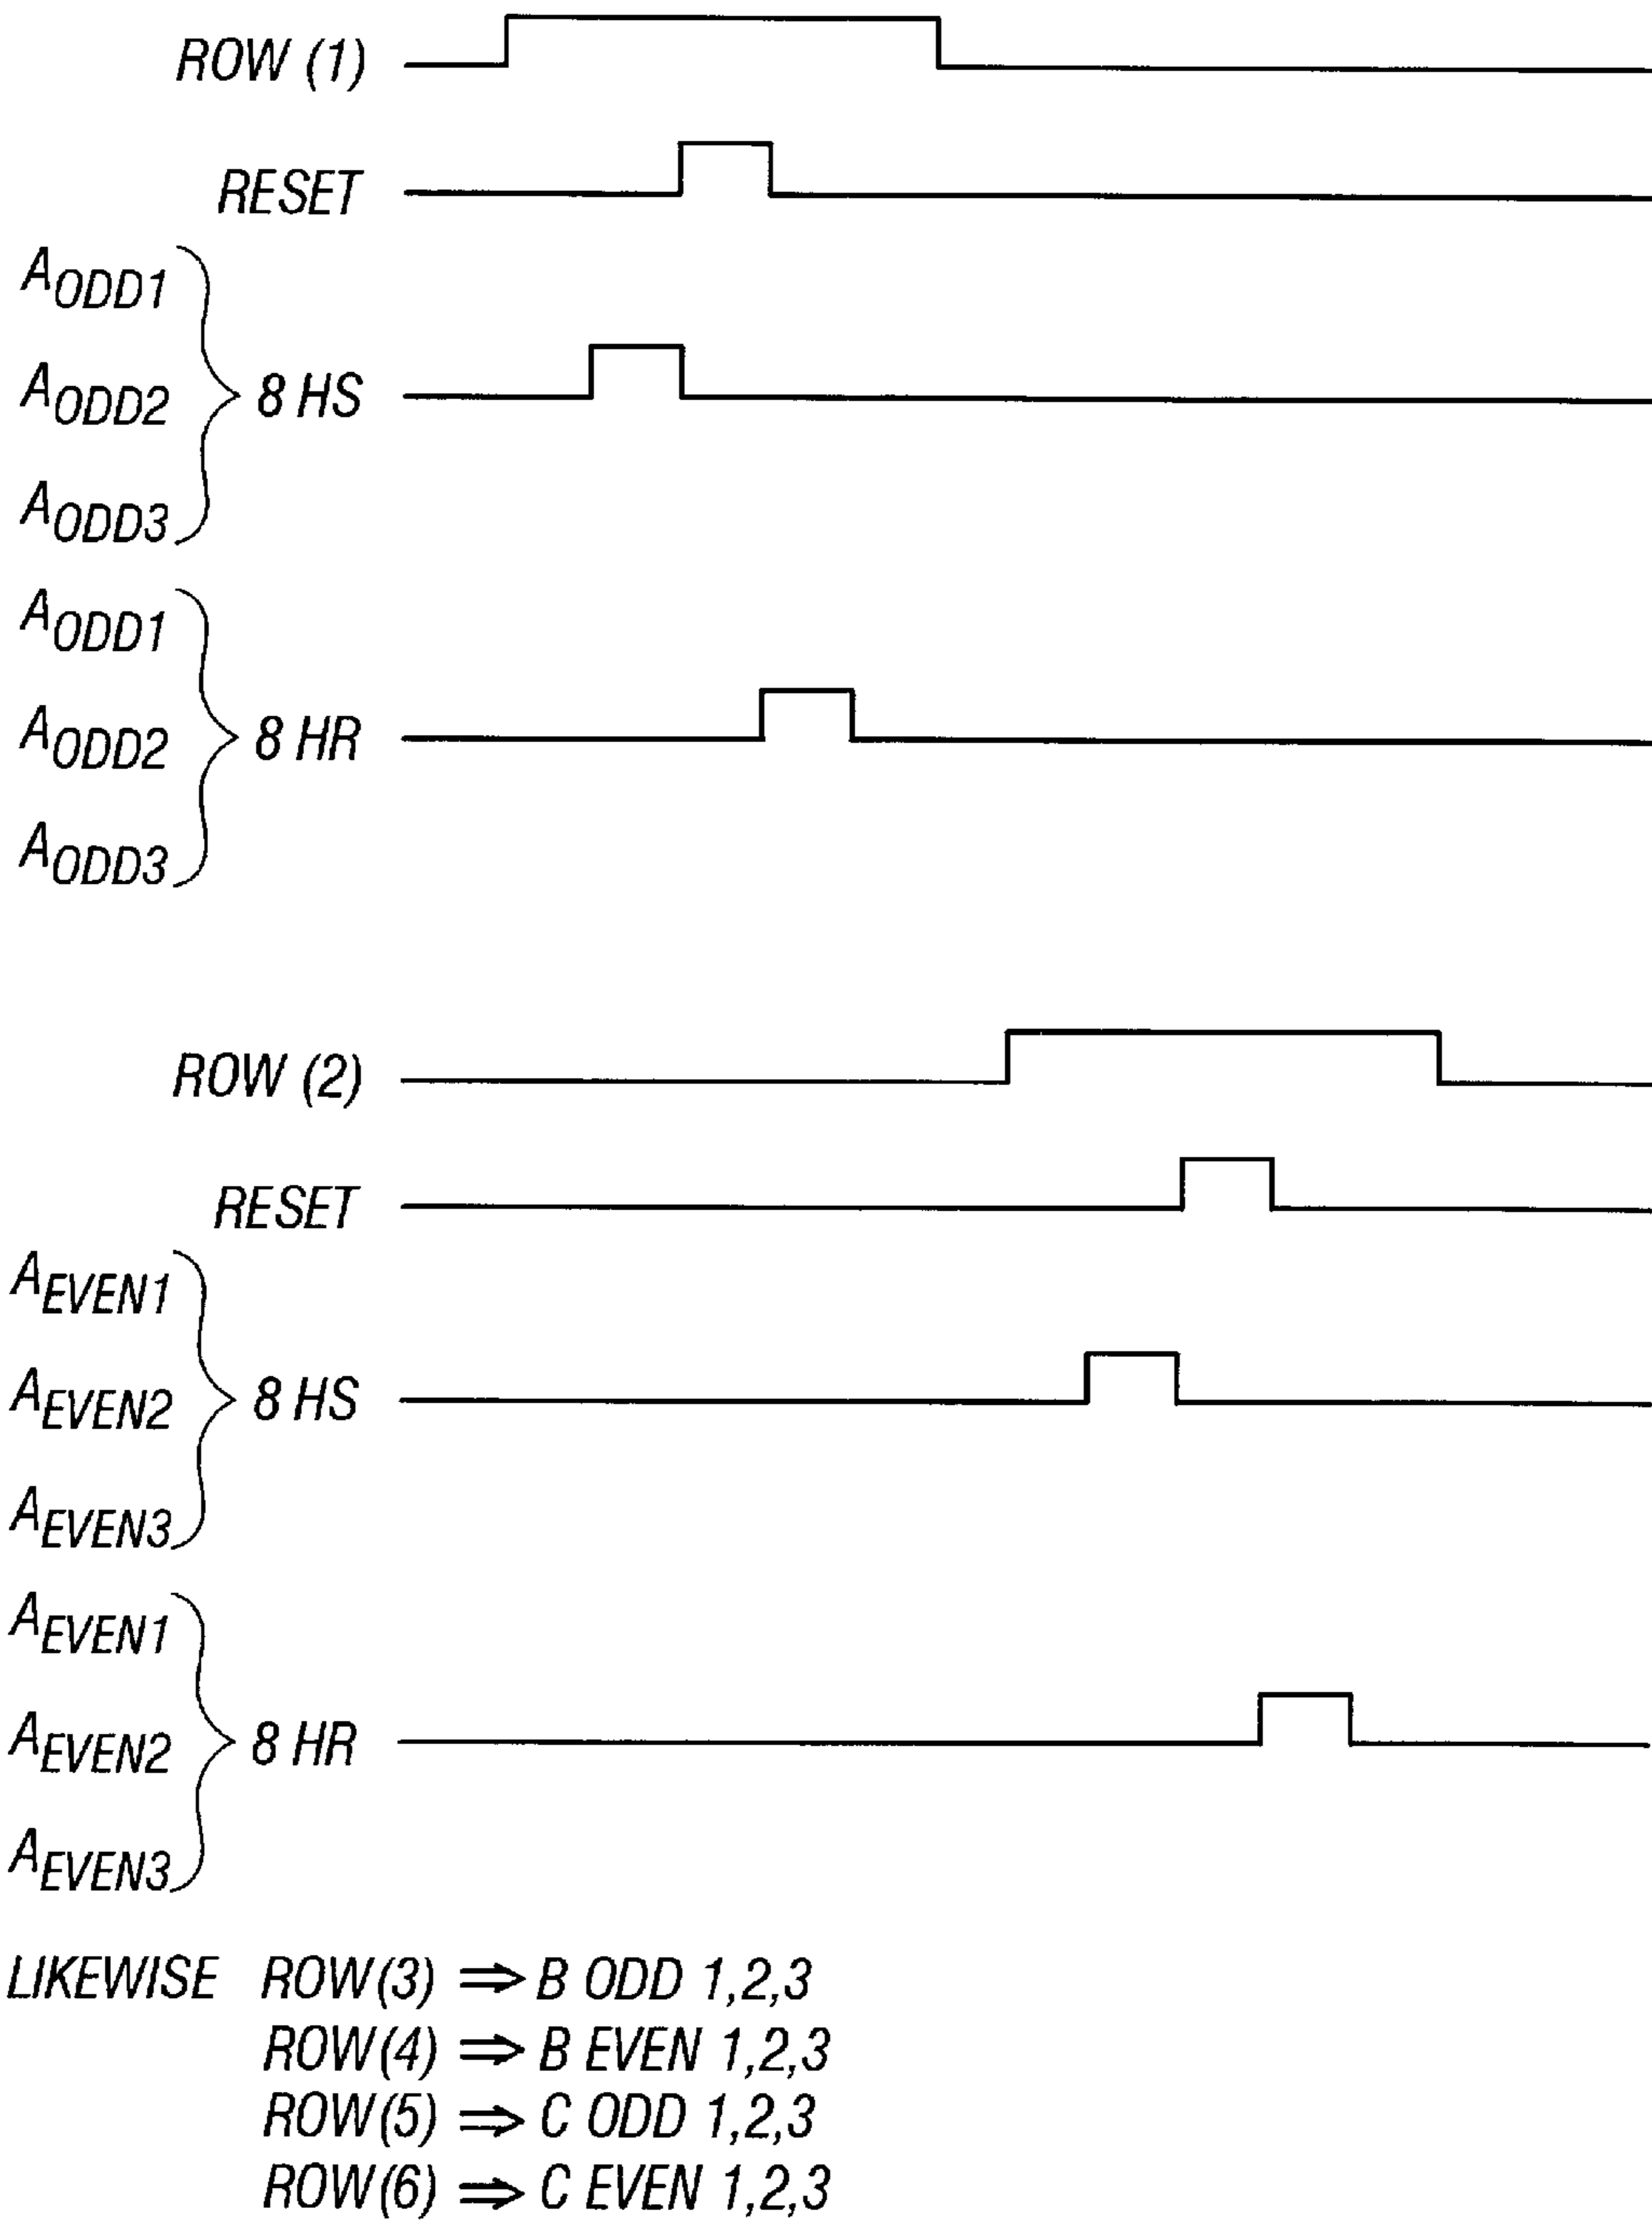 ROW (1)
RESET
AODD1
AODD2
8 HS
AODD3
AODD1
AODD2
8 HR
AODD3
ROW (2)
RESET
AEVEN1
AEVEN2
8 HS
AEVEN3
AEVEN1
AEVEN2
8 HR
AEVEN3
LIKEWISE ROW(3) ⇒ B ODD 1,2,3
ROW(4) ⇒ B EVEN 1,2,3
ROW(5) ⇒ C ODD 1,2,3
ROW(6) ⇒ C EVEN 1,2,3